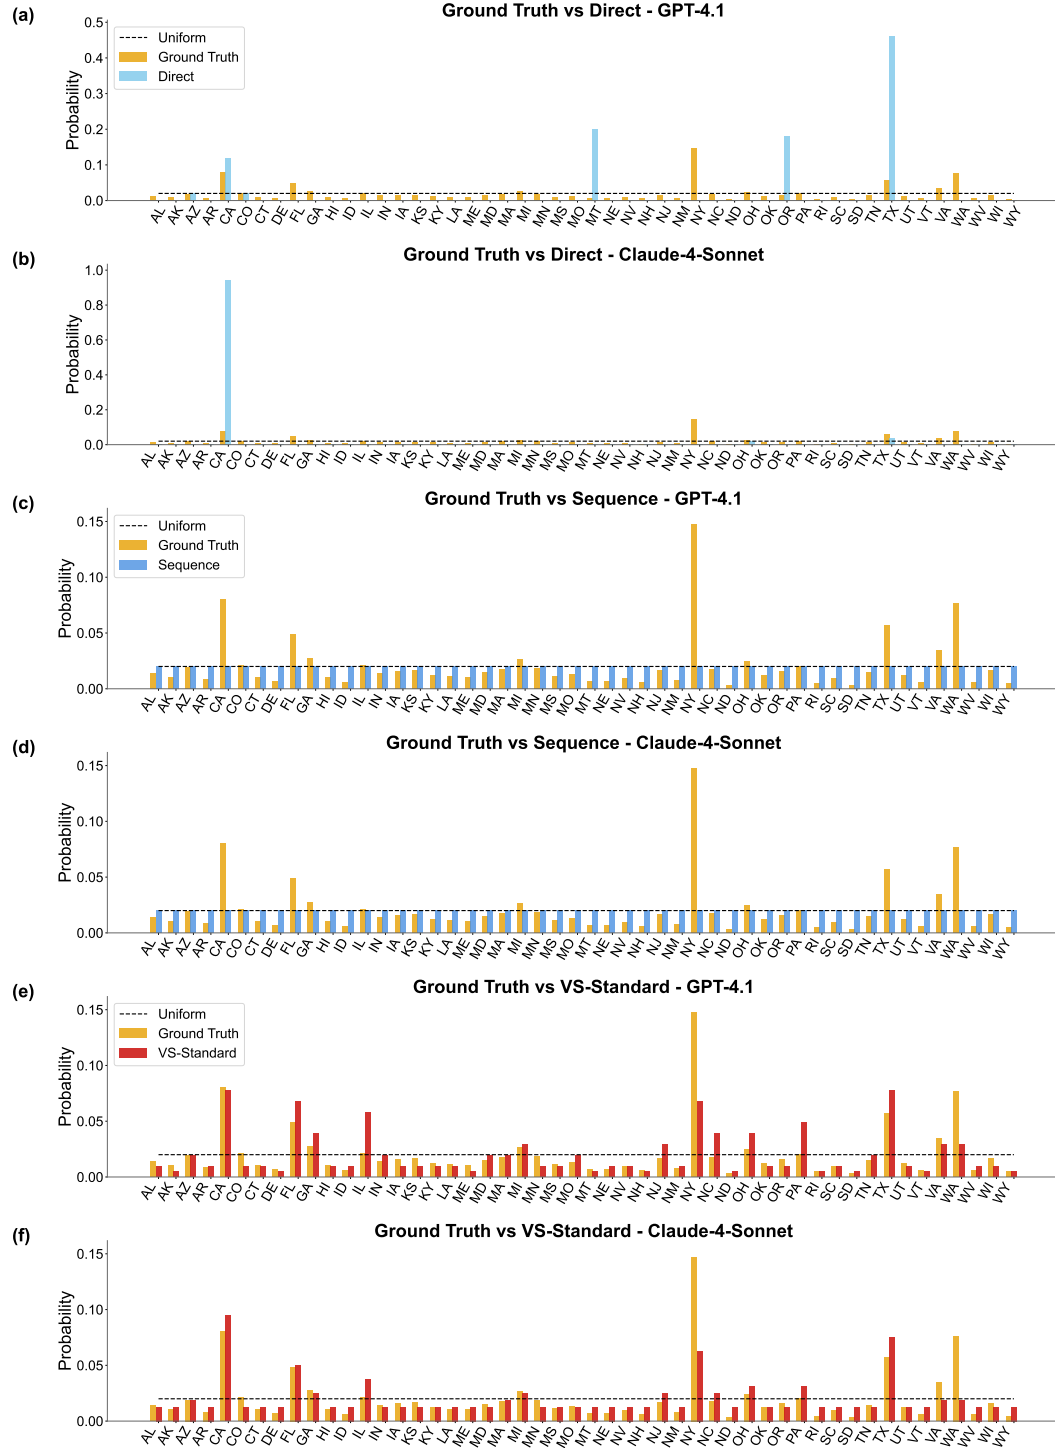 (a)
Ground Truth vs Direct - GPT-4.1
Probability
0.5
0.4
0.3
0.2
0.1
0.0
Uniform
Ground Truth
Direct
AL AK AZ AR CA CO CT DE FL GA HI ID IL IN IA KS KY LA ME MD MA MI MN MS MO MT NE NV NH NJ NM NY NC ND OH OK OR PA RI SC SD TN TX UT VT VA WA WV WI WY
(b)
Ground Truth vs Direct - Claude-4-Sonnet
Probability
1.0
0.8
0.6
0.4
0.2
0.0
AL AK AZ AR CA CO CT DE FL GA HI ID IL IN IA KS KY LA ME MD MA MI MN MS MO MT NE NV NH NJ NM NY NC ND OH OK OR PA RI SC SD TN TX UT VT VA WA WV WI WY
(c)
Ground Truth vs Sequence - GPT-4.1
Probability
0.15
0.10
0.05
0.00
Uniform
Ground Truth
Sequence
AL AK AZ AR CA CO CT DE FL GA HI ID IL IN IA KS KY LA ME MD MA MI MN MS MO MT NE NV NH NJ NM NY NC ND OH OK OR PA RI SC SD TN TX UT VT VA WA WV WI WY
(d)
Ground Truth vs Sequence - Claude-4-Sonnet
Probability
0.15
0.10
0.05
0.00
AL AK AZ AR CA CO CT DE FL GA HI ID IL IN IA KS KY LA ME MD MA MI MN MS MO MT NE NV NH NJ NM NY NC ND OH OK OR PA RI SC SD TN TX UT VT VA WA WV WI WY
(e)
Ground Truth vs VS-Standard - GPT-4.1
Probability
0.15
0.10
0.05
0.00
Uniform
Ground Truth
VS-Standard
AL AK AZ AR CA CO CT DE FL GA HI ID IL IN IA KS KY LA ME MD MA MI MN MS MO MT NE NV NH NJ NM NY NC ND OH OK OR PA RI SC SD TN TX UT VT VA WA WV WI WY
(f)
Ground Truth vs VS-Standard - Claude-4-Sonnet
Probability
0.15
0.10
0.05
0.00
AL AK AZ AR CA CO CT DE FL GA HI ID IL IN IA KS KY LA ME MD MA MI MN MS MO MT NE NV NH NJ NM NY NC ND OH OK OR PA RI SC SD TN TX UT VT VA WA WV WI WY